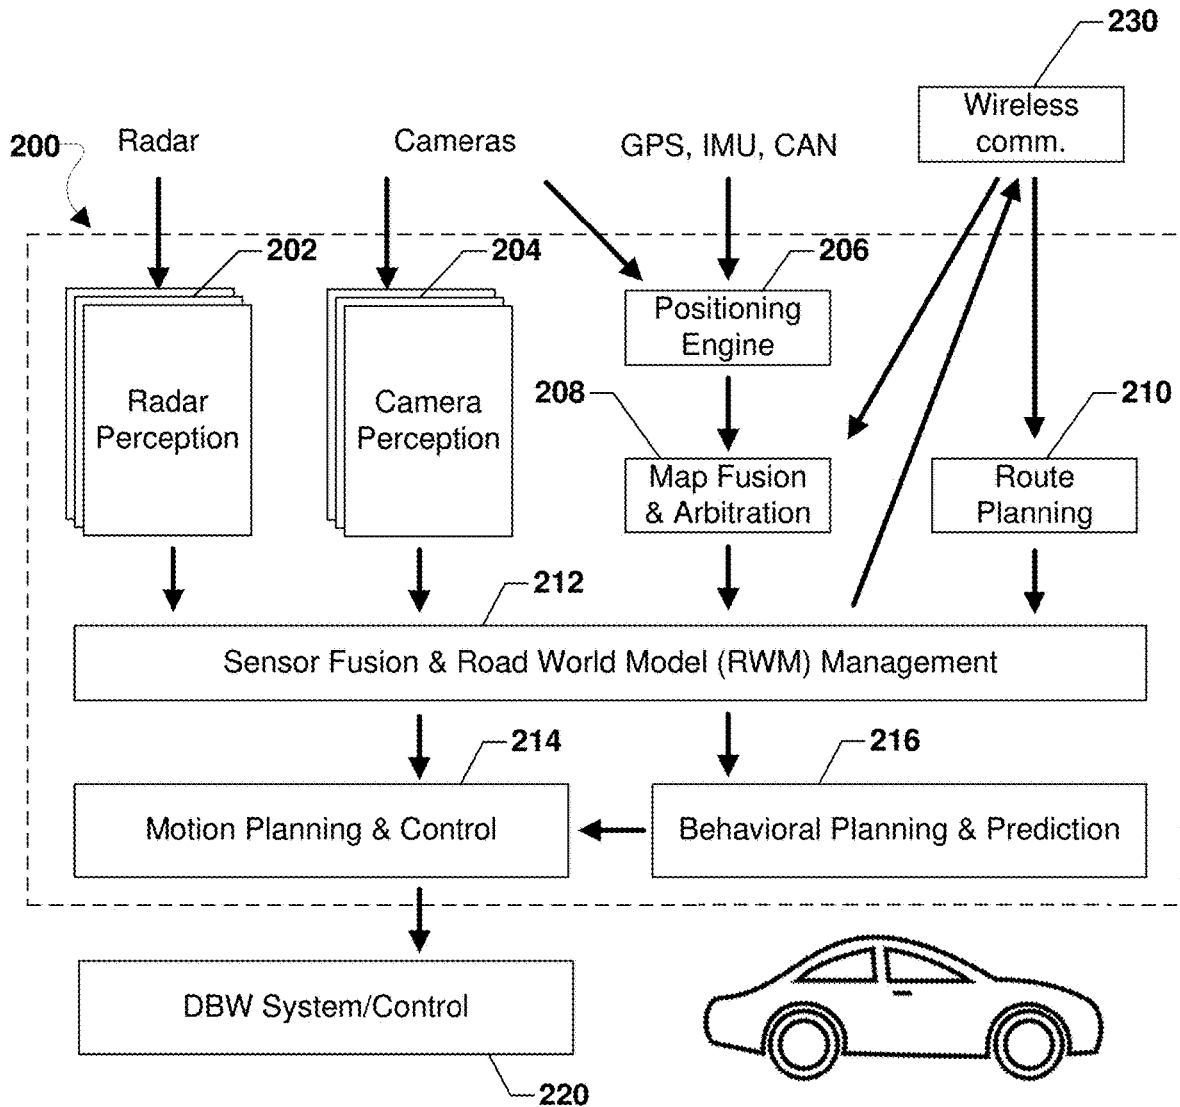 230
Wireless
comm.
200
Radar
Cameras
GPS, IMU, CAN
202
204
206
Positioning
Engine
208
210
Radar
Perception
Camera
Perception
Map Fusion
& Arbitration
Route
Planning
212
Sensor Fusion & Road World Model (RWM) Management
214
216
Motion Planning & Control
Behavioral Planning & Prediction
DBW System/Control
220